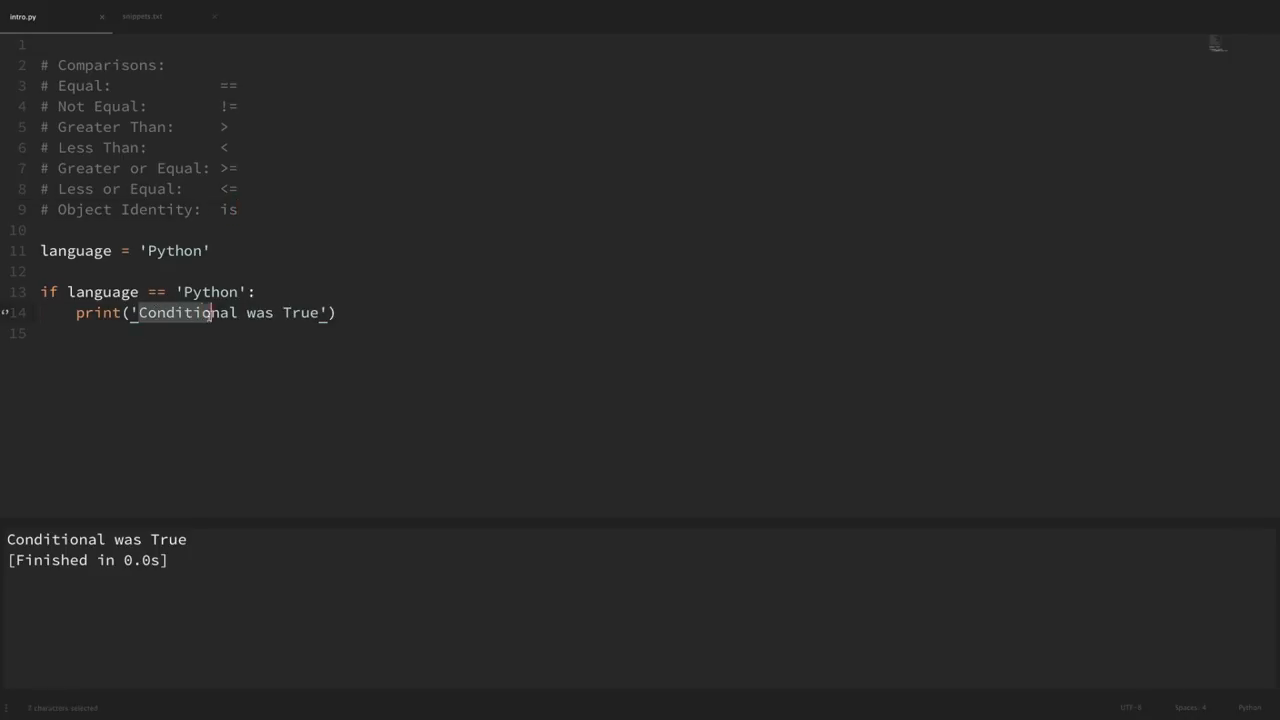 intro.py × snippets.txt ×
1
2 # Comparisons:
3 # Equal: ==
4 # Not Equal: !=
5 # Greater Than: >
6 # Less Than: <
7 # Greater or Equal: >=
8 # Less or Equal: <=
9 # Object Identity: is
10
11 language = 'Python'
12
13 if language == 'Python':
14 print('Conditional was True')
15
Conditional was True
[Finished in 0.0s]
characters selected UTF-8 Spaces: 4 Python